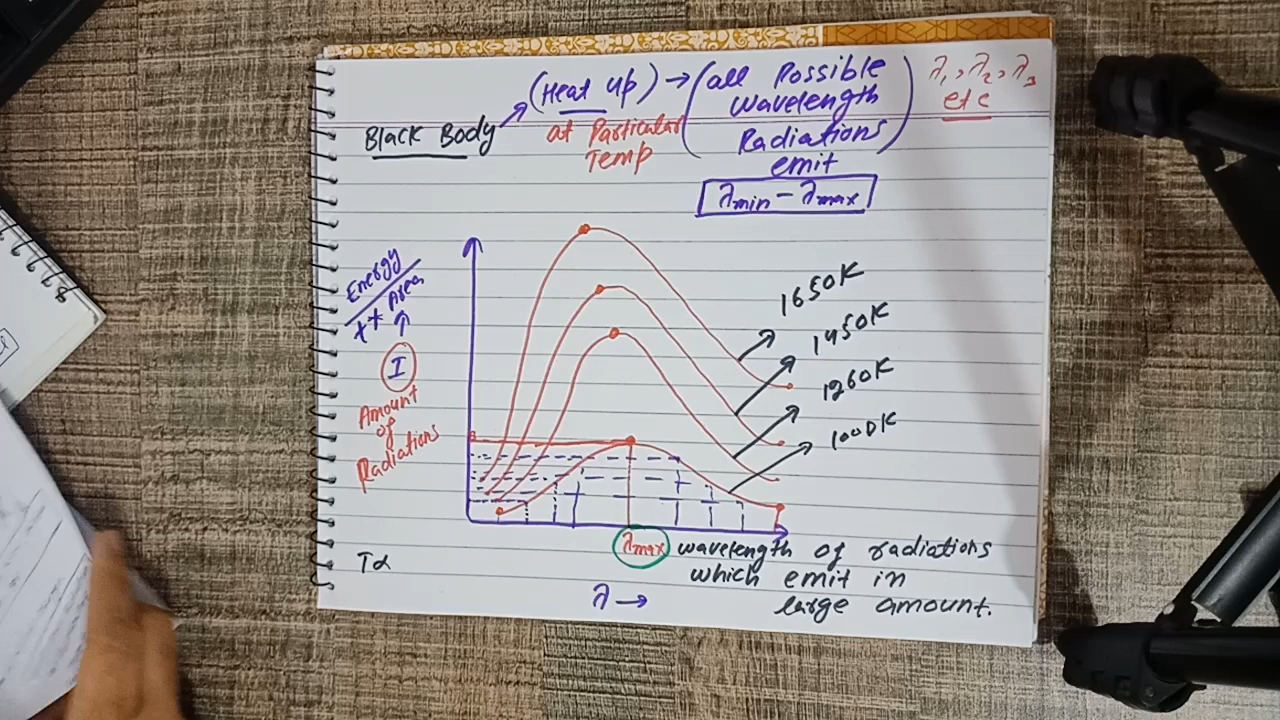 Black Body
(Heat up) →
at Particular
Temp
(all Possible
wavelength
Radiations)
emit
λmin - λmax
λ1, λ2, λ3
etc
Energy
t* Area
I
Amount
of
Radiations
1650K
1450K
1260K
1000K
λmax wavelength of radiations
which emit in
large amount.
Tα
λ →